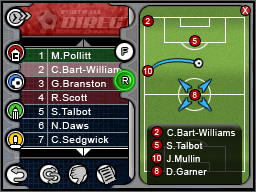 FOOTBALL
DIREC
X
1 M.Pollitt F
2 C.Bart-William
R
3 G.Branston
4 R.Scott
5 S.Talbot
6 N.Daws
7 C.Sedgwick
2
5
10
8
2 C.Bart-Williams
5 S.Talbot
10 J.Mullin
8 D.Garner